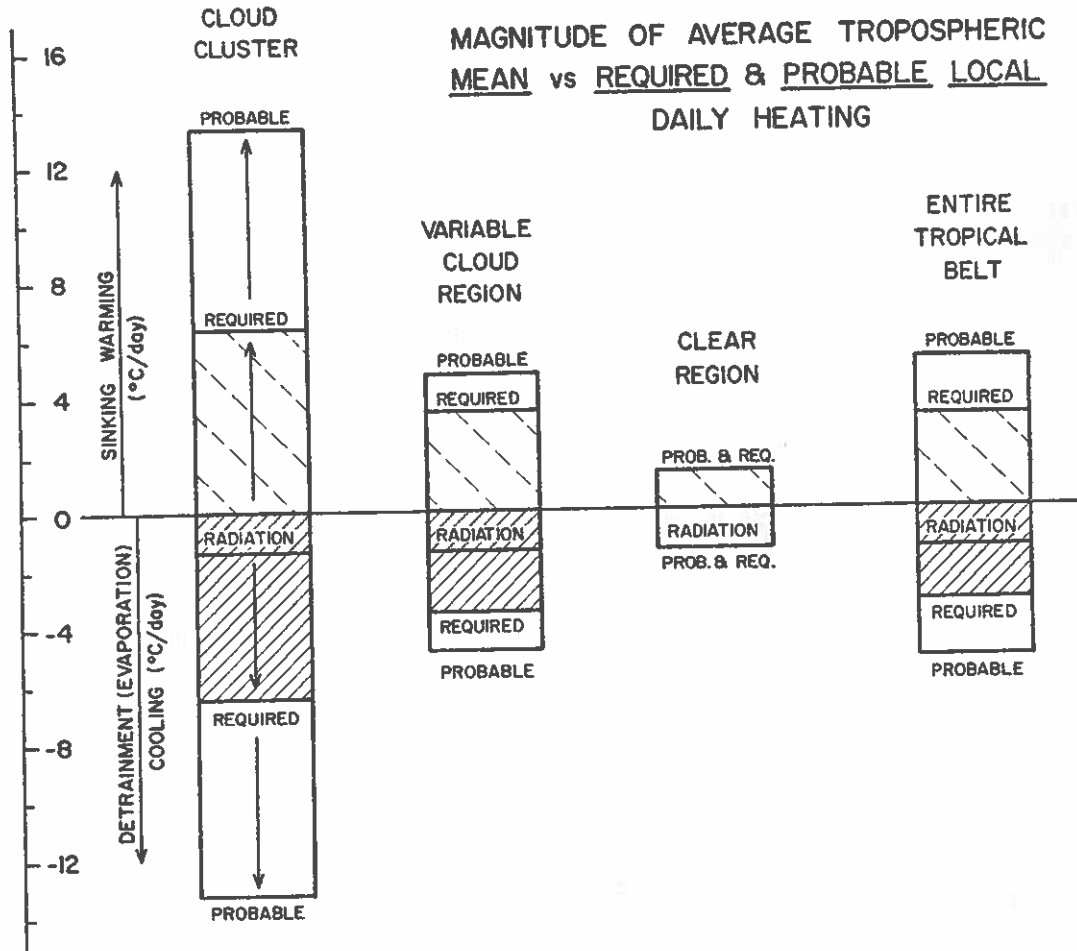 MAGNITUDE OF AVERAGE TROPOSPHERIC
MEAN vs REQUIRED & PROBABLE LOCAL
DAILY HEATING
16
12
8
4
0
-4
-8
-12
SINKING WARMING
(°C/day)
DETRAINMENT (EVAPORATION)
COOLING (°C/day)
CLOUD
CLUSTER
PROBABLE
REQUIRED
RADIATION
REQUIRED
PROBABLE
VARIABLE
CLOUD
REGION
PROBABLE
REQUIRED
RADIATION
REQUIRED
PROBABLE
CLEAR
REGION
PROB. & REQ.
RADIATION
PROB. & REQ.
ENTIRE
TROPICAL
BELT
PROBABLE
REQUIRED
RADIATION
REQUIRED
PROBABLE